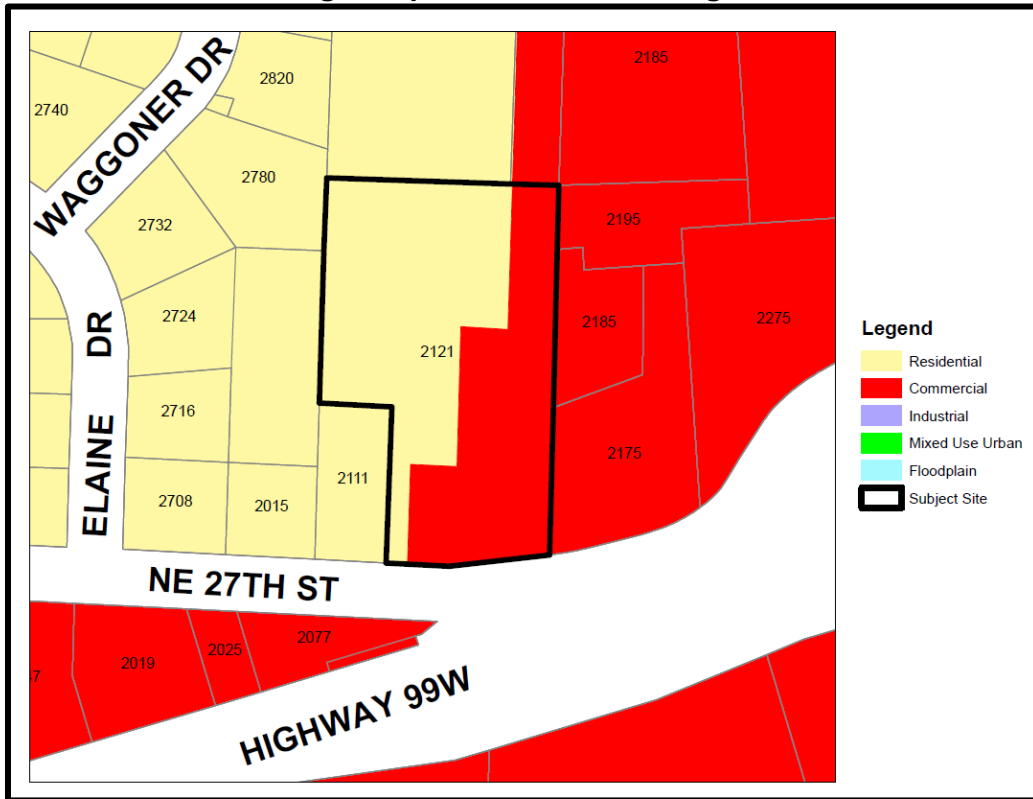 2185
2820
2740
WAGGONER DR
2780
2195
2732
2724
ELAINE DR
2121
2185
2275
2716
2175
2111
2708
2015
NE 27TH ST
2077
2025
2019
HIGHWAY 99W
Legend
Residential
Commercial
Industrial
Mixed Use Urban
Floodplain
Subject Site